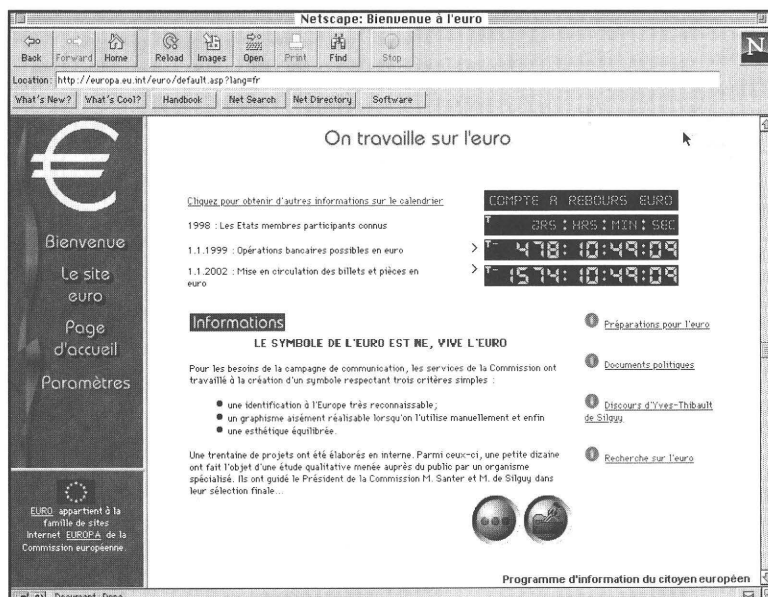 Netscape: Bienvenue à l'euro
Back Forward Home Reload Images Open Print Find Stop
N
Location: http://europa.eu.int/euro/default.asp?lang=fr
What's New? What's Cool? Handbook Net Search Net Directory Software
€
Bienvenue
Le site
euro
Page
d'accueil
Paramètres
EURO appartient à la
famille de sites
Internet EUROPA de la
Commission européenne.
On travaille sur l'euro
Cliquez pour obtenir d'autres informations sur le calendrier
1998 : Les Etats membres participants connus
1.1.1999 : Opérations bancaires possibles en euro
1.1.2002 : Mise en circulation des billets et pièces en
euro
COMPTE A REBOURS EURO
T JRS : HRS : MIN : SEC
> T- 478:10:49:09
> T- 1574:10:49:09
Informations
LE SYMBOLE DE L'EURO EST NE, VIVE L'EURO
Pour les besoins de la campagne de communication, les services de la Commission ont
travaillé à la création d'un symbole respectant trois critères simples :
● une identification à l'Europe très reconnaissable;
● un graphisme aisément réalisable lorsqu'on l'utilise manuellement et enfin
● une esthétique équilibrée.
Une trentaine de projets ont été élaborés en interne. Parmi ceux-ci, une petite dizaine
ont fait l'objet d'une étude qualitative menée auprès du public par un organisme
spécialisé. Ils ont guidé le Président de la Commission M. Santer et M. de Silguy dans
leur sélection finale...
Préparations pour l'euro
Documents politiques
Discours d'Yves-Thibault
de Silguy
Recherche sur l'euro
Programme d'information du citoyen européen
Document: Done.